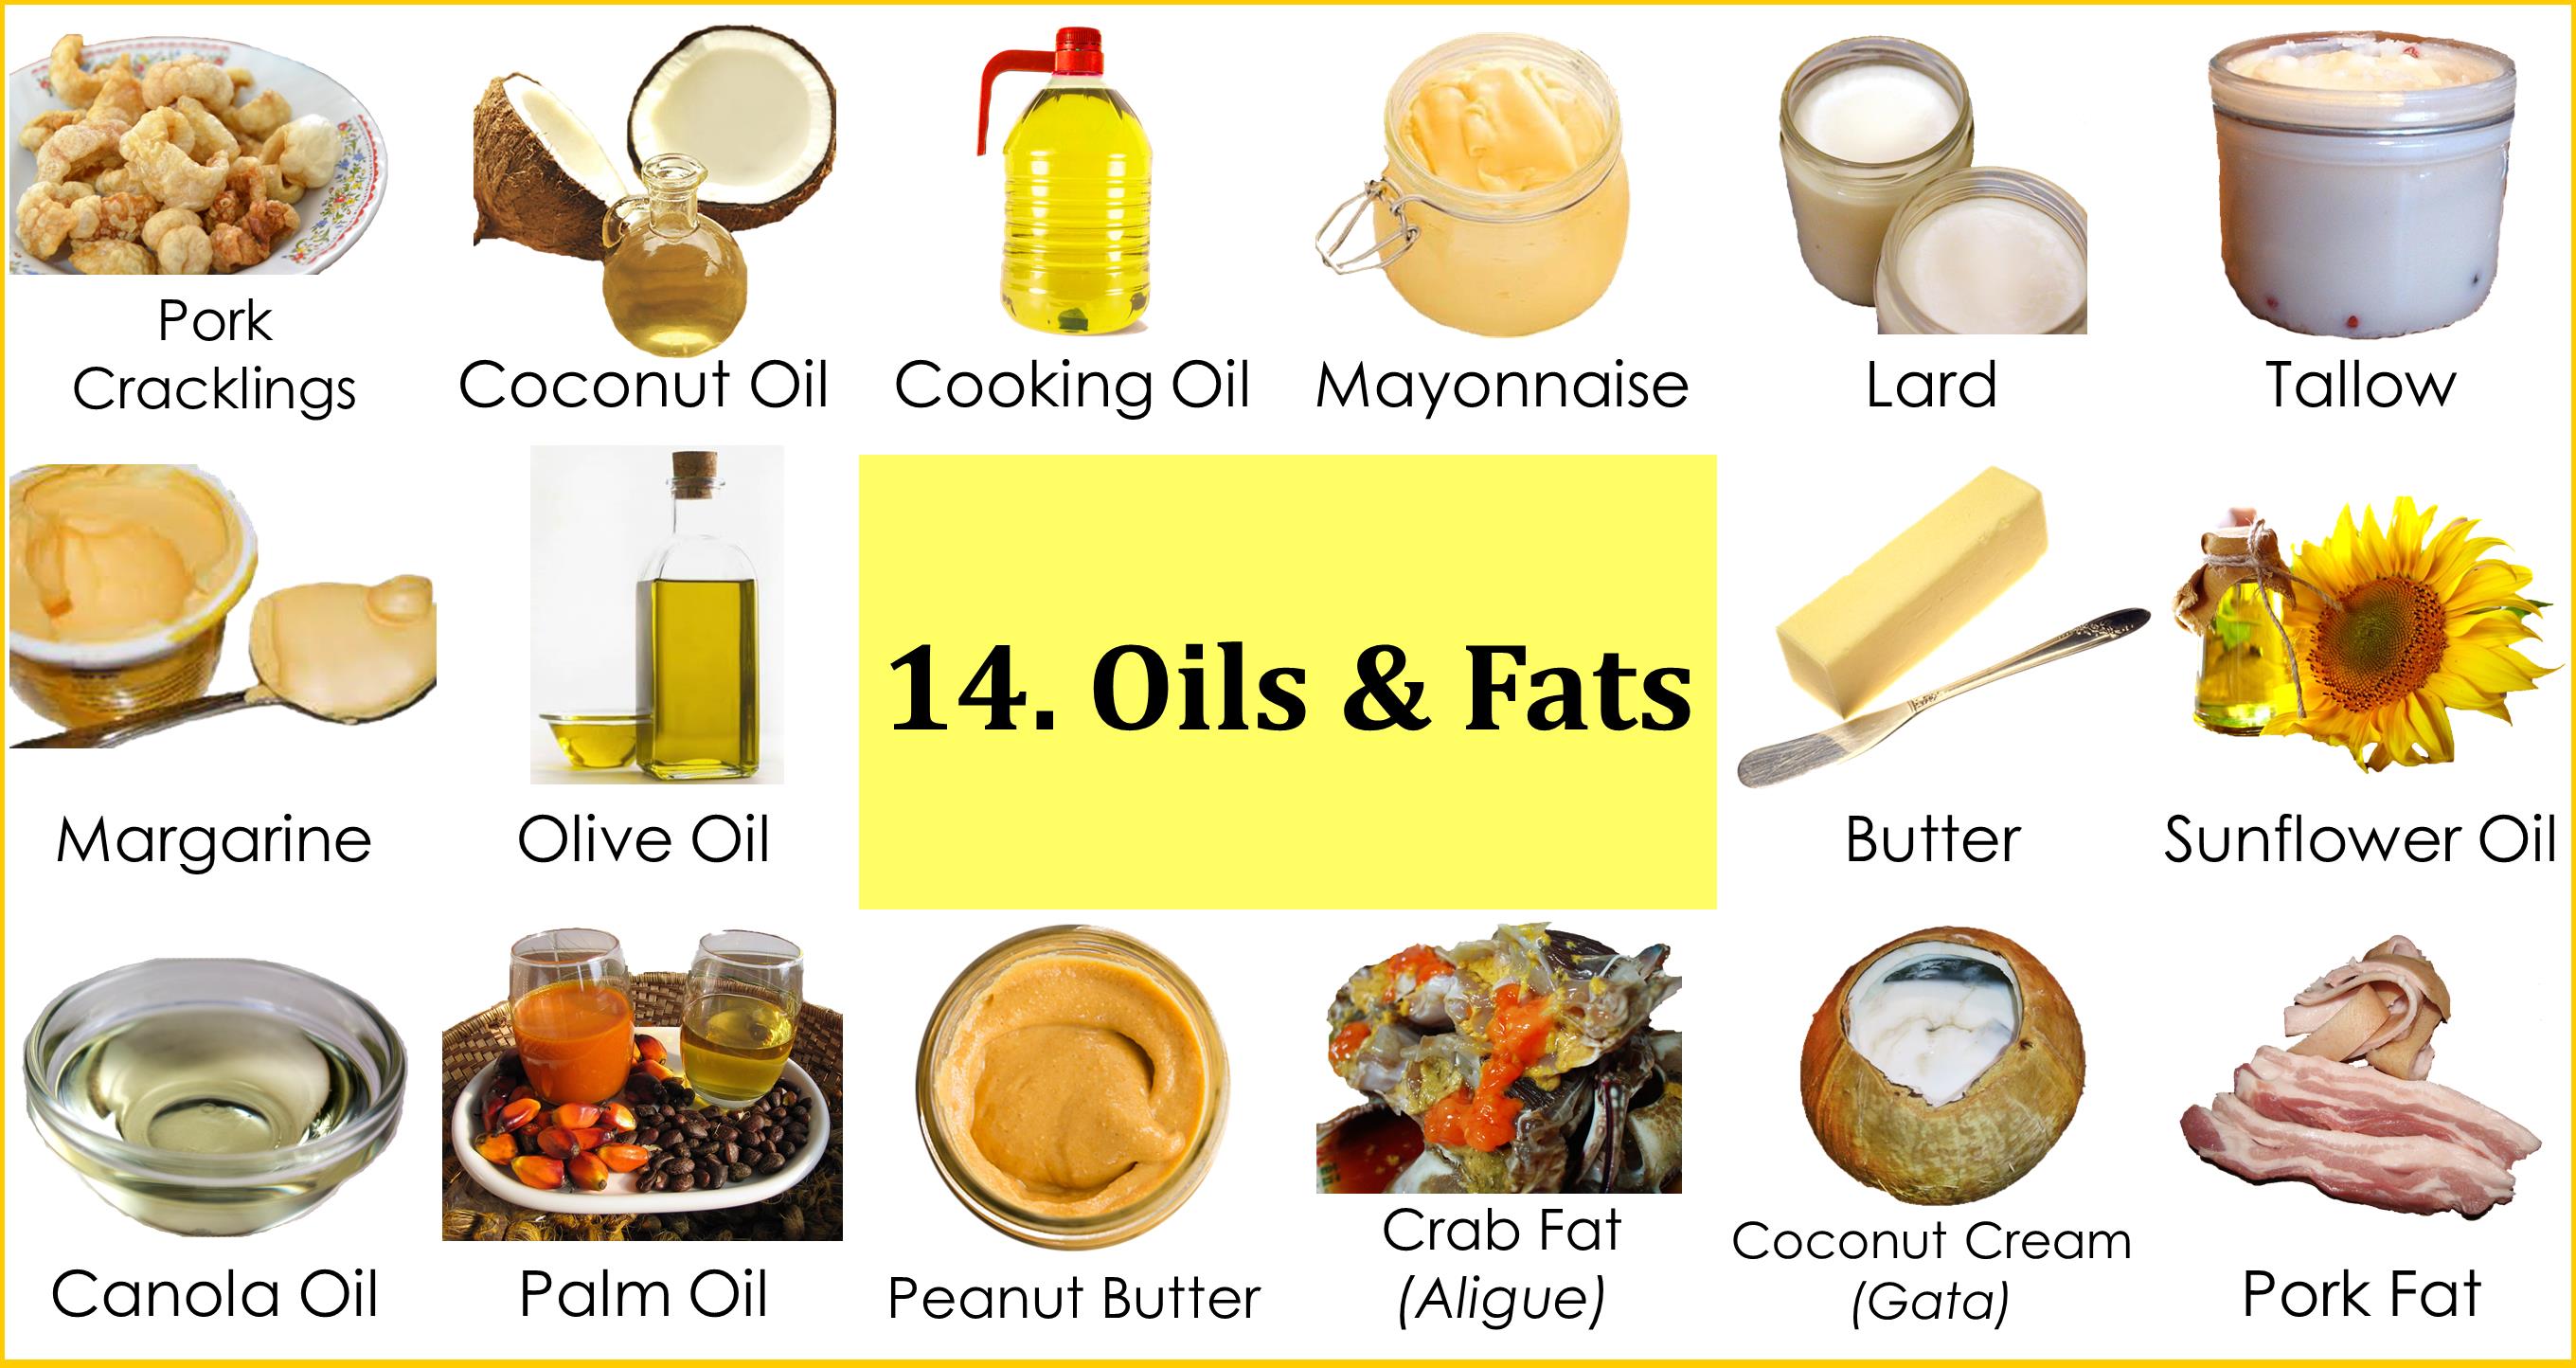 Pork
Cracklings
Coconut Oil
Cooking Oil
Mayonnaise
Lard
Tallow
Margarine
Olive Oil
14. Oils & Fats
Butter
Sunflower Oil
Canola Oil
Palm Oil
Peanut Butter
Crab Fat
(Aligue)
Coconut Cream
(Gata)
Pork Fat